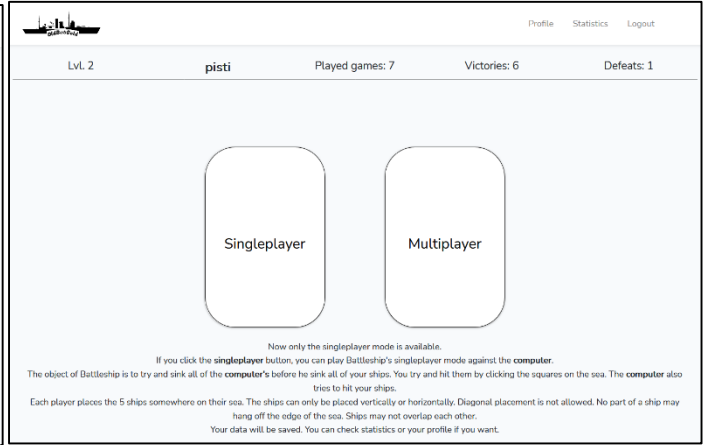 Profile Statistics Logout
Lvl. 2 pisti Played games: 7 Victories: 6 Defeats: 1
Singleplayer Multiplayer
Now only the singleplayer mode is available.
If you click the singleplayer button, you can play Battleship's singleplayer mode against the computer.
The object of Battleship is to try and sink all of the computer's before he sink all of your ships. You try and hit them by clicking the squares on the sea. The computer also
tries to hit your ships.
Each player places the 5 ships somewhere on their sea. The ships can only be placed vertically or horizontally. Diagonal placement is not allowed. No part of a ship may
hang off the edge of the sea. Ships may not overlap each other.
Your data will be saved. You can check statistics or your profile if you want.